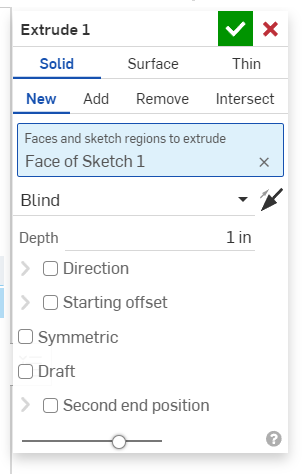 Extrude 1
Solid Surface Thin
New Add Remove Intersect
Faces and sketch regions to extrude
Face of Sketch 1
Blind
Depth 1 in
Direction
Starting offset
Symmetric
Draft
Second end position
?